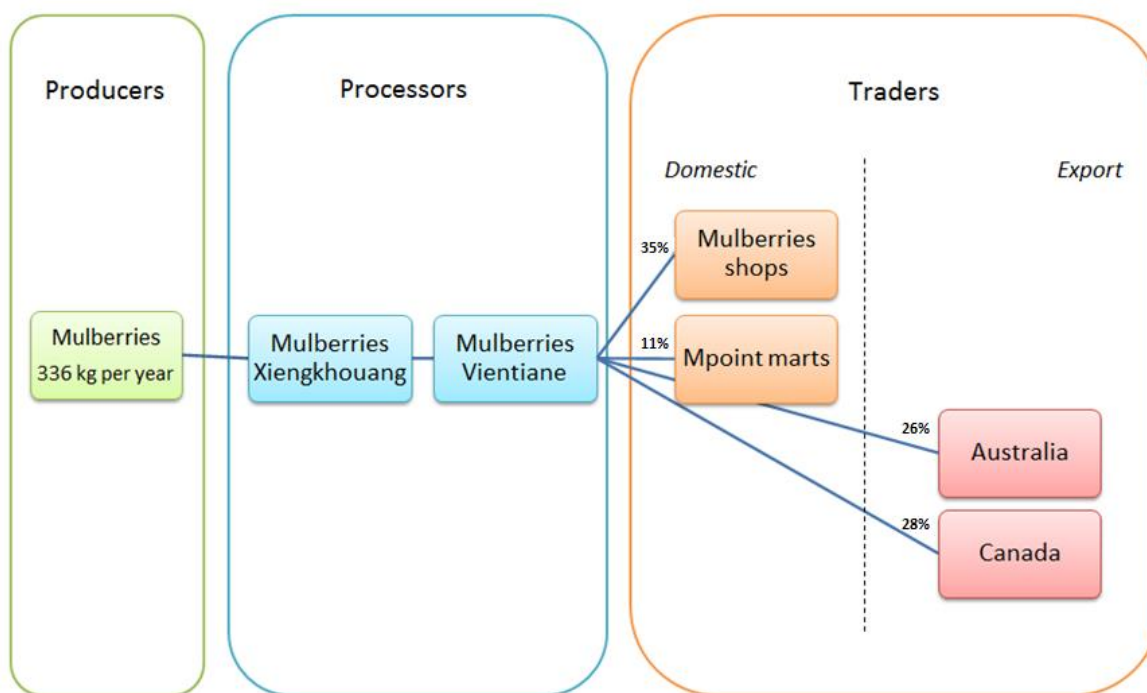 Producers
Processors
Traders
Domestic
Export
35%
Mulberries
shops
Mulberries
336 kg per year
Mulberries
Xiengkhouang
Mulberries
Vientiane
11%
Mpoint marts
26%
Australia
28%
Canada